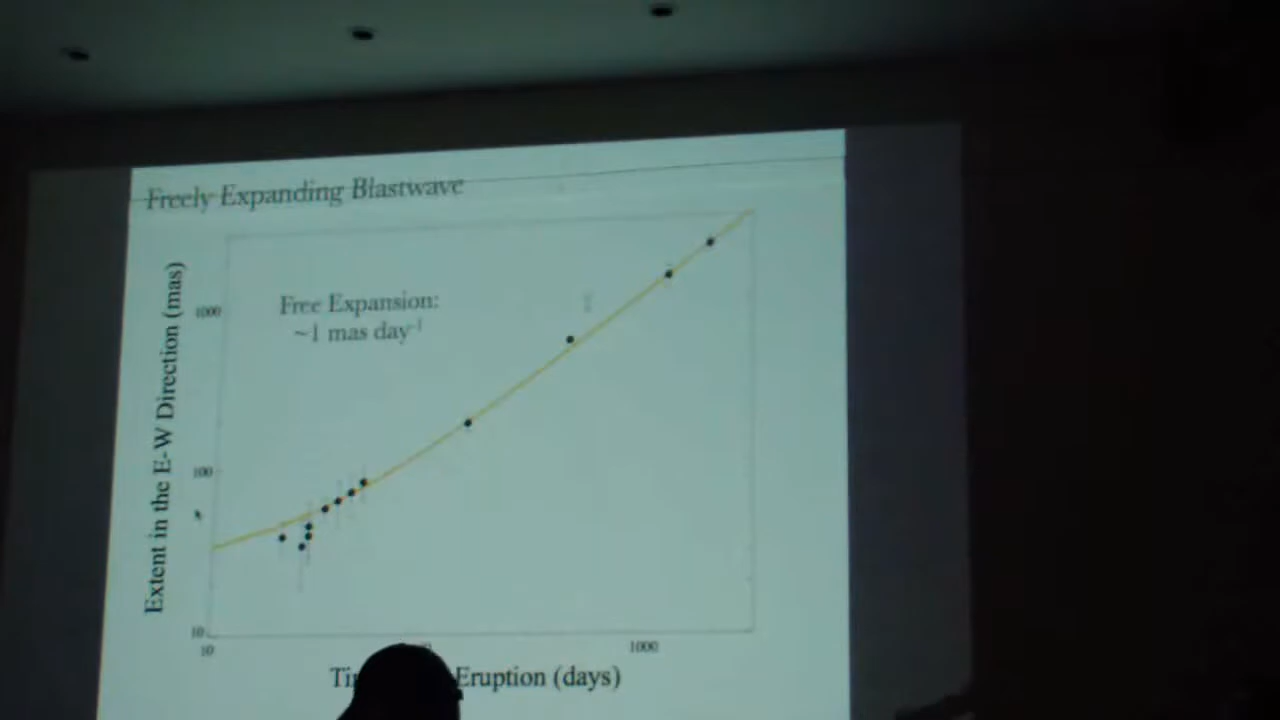 Freely Expanding Blastwave
Free Expansion:
~1 mas day-1
Extent in the E-W Direction (mas)
1000
100
10
10
1000
Eruption (days)